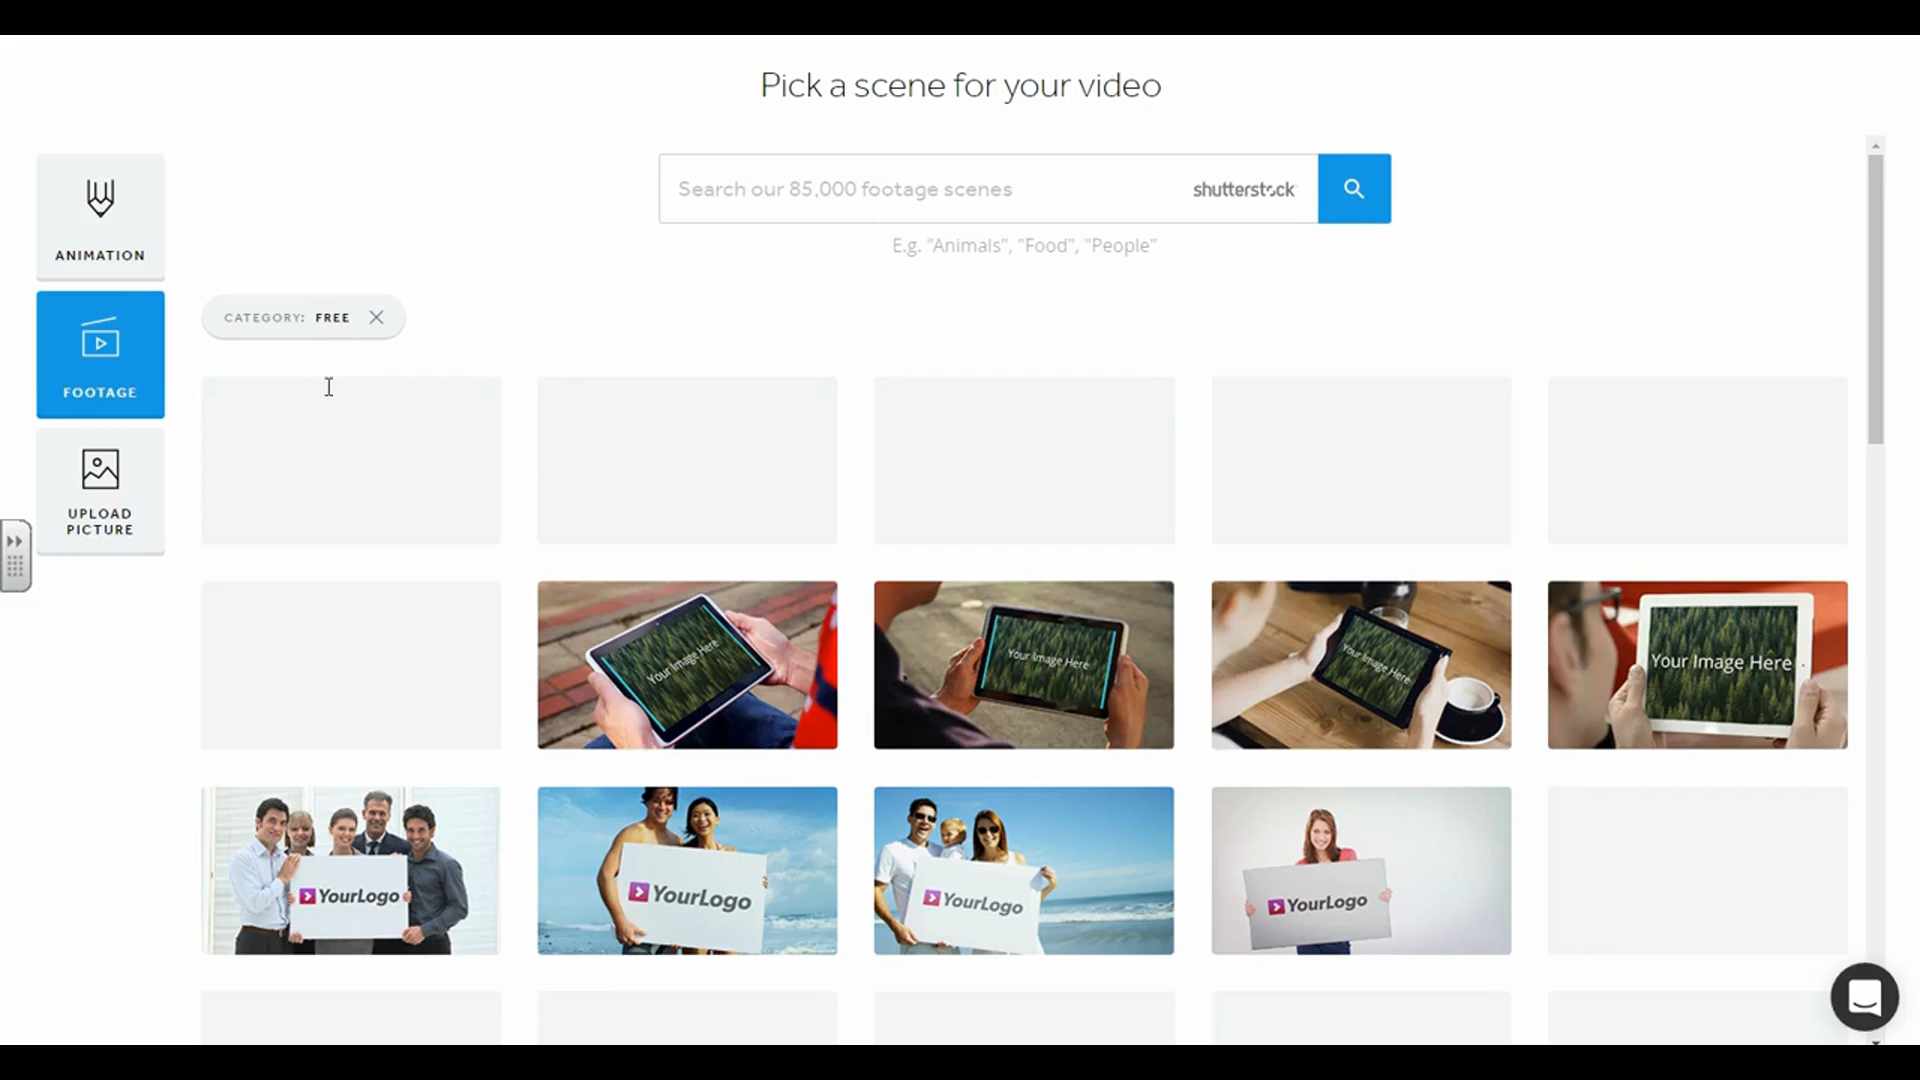 Pick a scene for your video
Search our 85,000 footage scenes
shutterstock
E.g. "Animals", "Food", "People"
ANIMATION
FOOTAGE
UPLOAD
PICTURE
CATEGORY: FREE
Your Image Here
Your Image Here
Your Image Here
Your Image Here
YourLogo
YourLogo
YourLogo
YourLogo